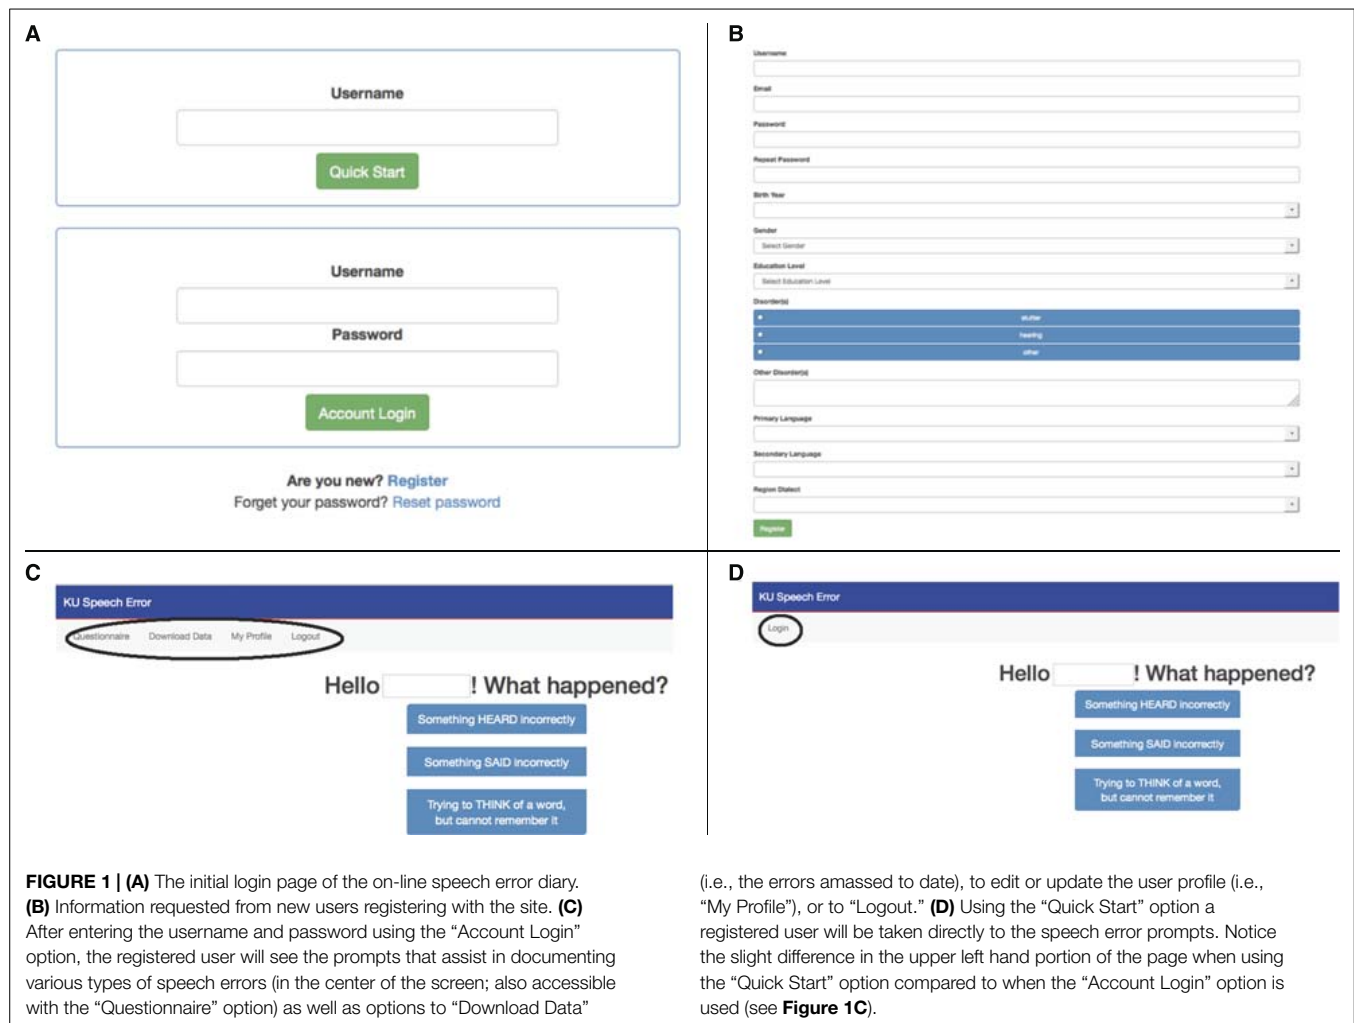 A
Username
Quick Start
Username
Password
Account Login
Are you new? Register
Forget your password? Reset password
B
Username
Email
Password
Repeat Password
Birth Year
Gender
Select Gender
Education Level
Select Education Level
Disorder(s)
stutter
hearing
other
Other Disorder(s)
Primary Language
Secondary Language
Region Dialect
Register
C
KU Speech Error
Questionnaire Download Data My Profile Logout
Hello ! What happened?
Something HEARD incorrectly
Something SAID incorrectly
Trying to THINK of a word,
but cannot remember it
D
KU Speech Error
Login
Hello ! What happened?
Something HEARD incorrectly
Something SAID incorrectly
Trying to THINK of a word,
but cannot remember it
FIGURE 1 | (A) The initial login page of the on-line speech error diary.
(B) Information requested from new users registering with the site. (C)
After entering the username and password using the “Account Login”
option, the registered user will see the prompts that assist in documenting
various types of speech errors (in the center of the screen; also accessible
with the “Questionnaire” option) as well as options to “Download Data”
(i.e., the errors amassed to date), to edit or update the user profile (i.e.,
“My Profile”), or to “Logout.” (D) Using the “Quick Start” option a
registered user will be taken directly to the speech error prompts. Notice
the slight difference in the upper left hand portion of the page when using
the “Quick Start” option compared to when the “Account Login” option is
used (see Figure 1C).